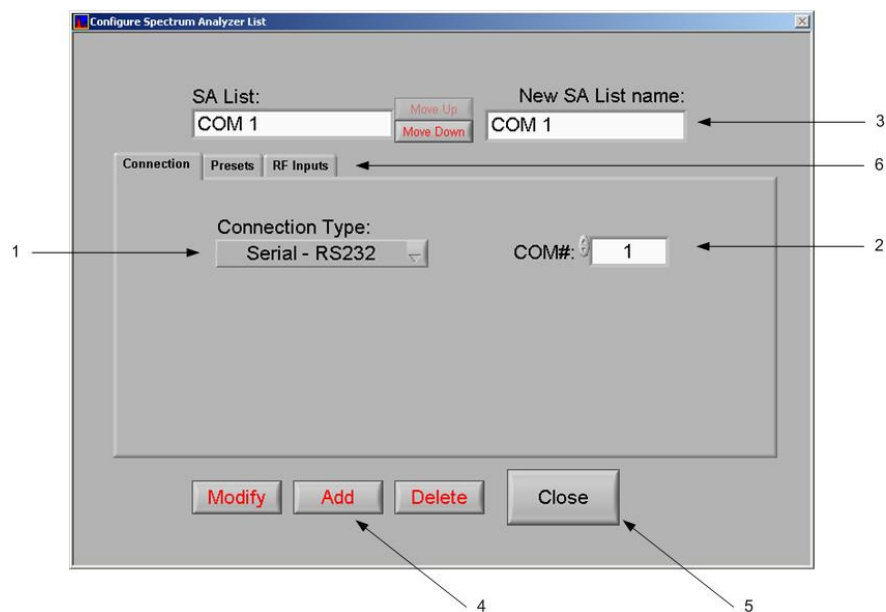 Configure Spectrum Analyzer List
SA List:
New SA List name:
COM 1
Move Up
Move Down
COM 1
3
Connection
Presets
RF Inputs
6
Connection Type:
1
Serial - RS232
COM#:
1
2
Modify
Add
Delete
Close
4
5